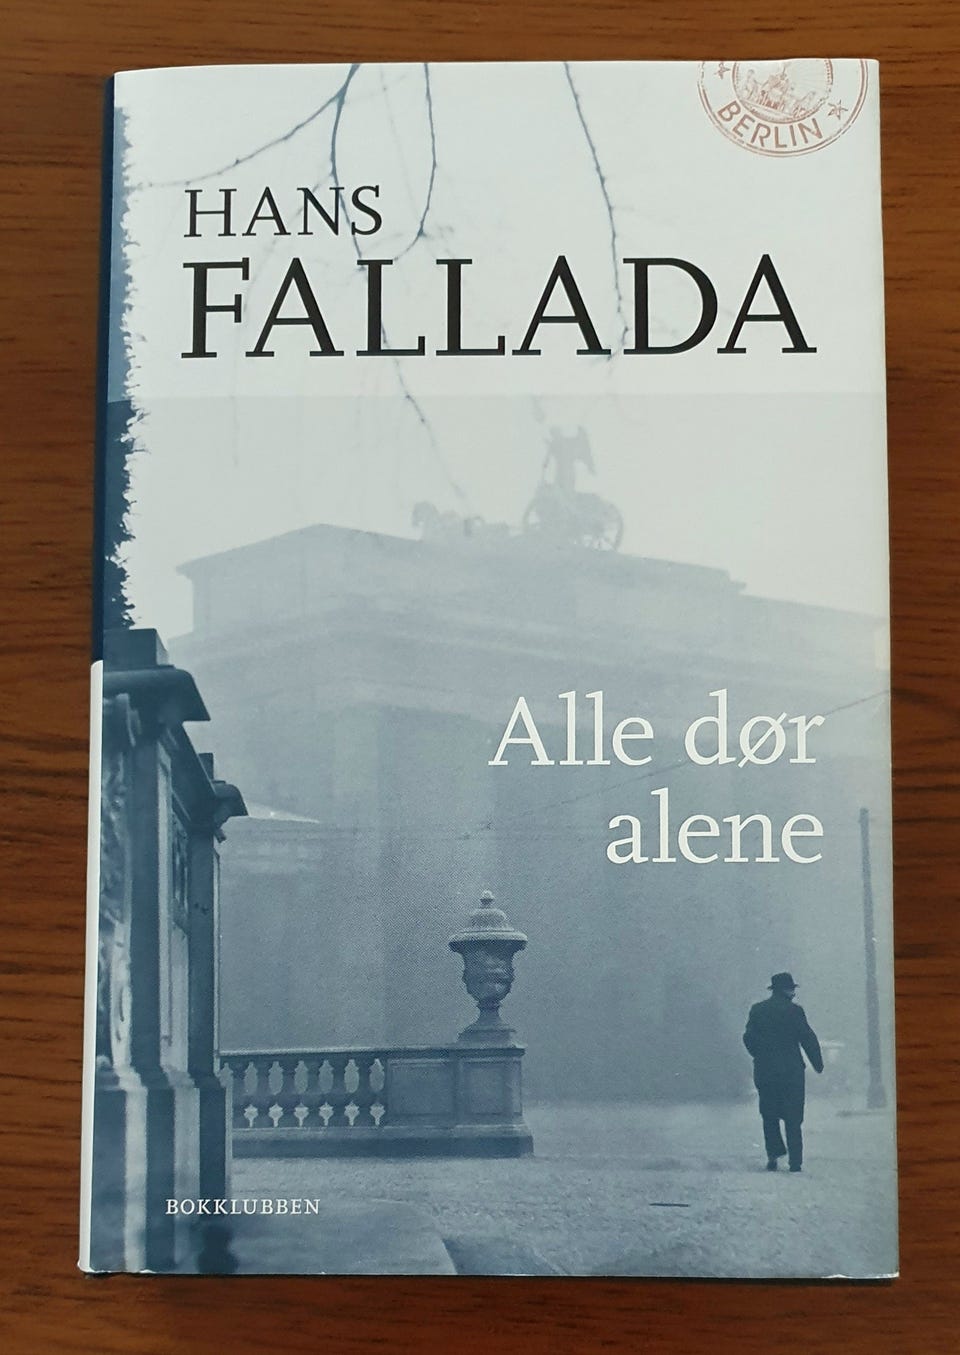 BERLIN
HANS
FALLADA
Alle dør
alene
BOKKLUBBEN